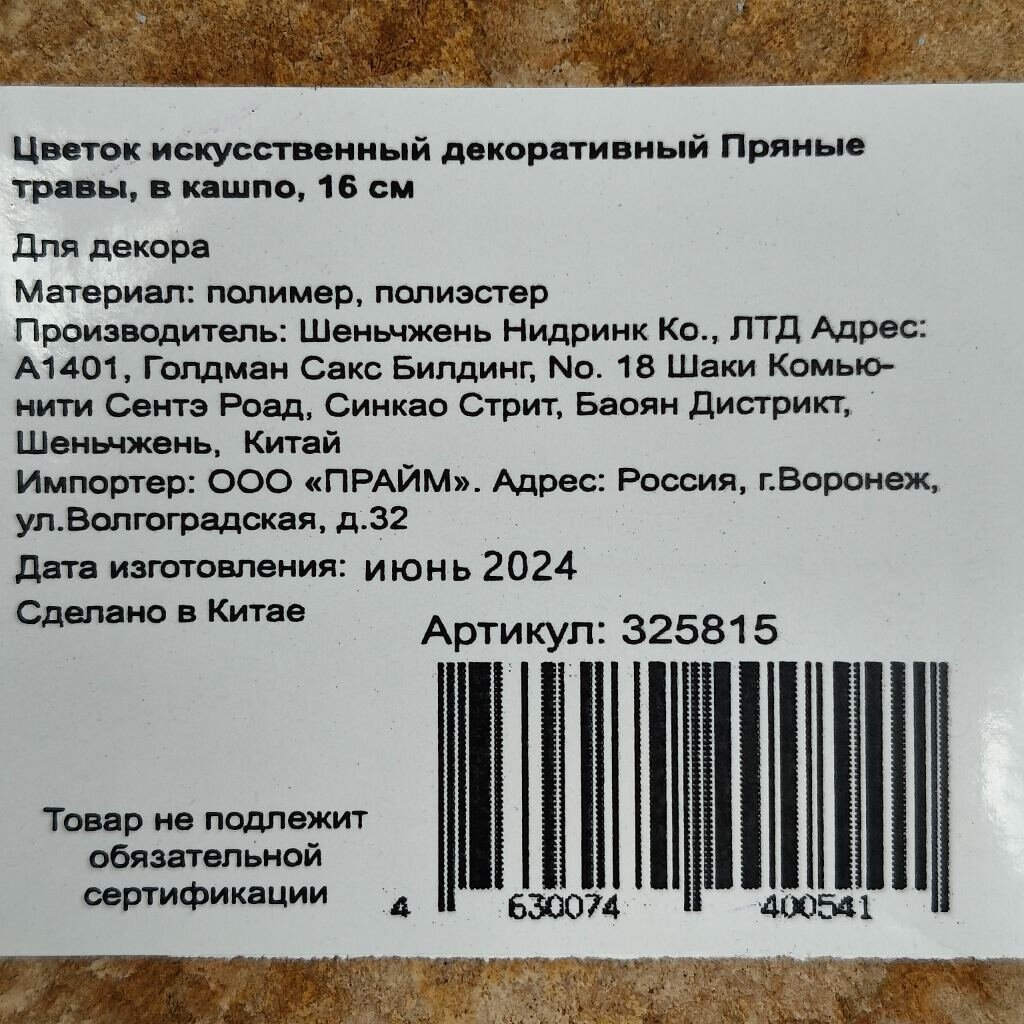 Цветок искусственный декоративный Пряные
травы, в кашпо, 16 см
Для декора
Материал: полимер, полиэстер
Производитель: Шеньчжень Нидринк Ко., ЛТД Адрес:
А1401, Голдман Сакс Билдинг, No. 18 Шаки Комью-
нити Сентэ Роад, Синкао Стрит, Баоян Дистрикт,
Шеньчжень, Китай
Импортер: ООО «ПРАЙМ». Адрес: Россия, г.Воронеж,
ул.Волгоградская, д.32
Дата изготовления: июнь 2024
Сделано в Китае
Артикул: 325815
Товар не подлежит
обязательной
сертификации
4 630074 400541